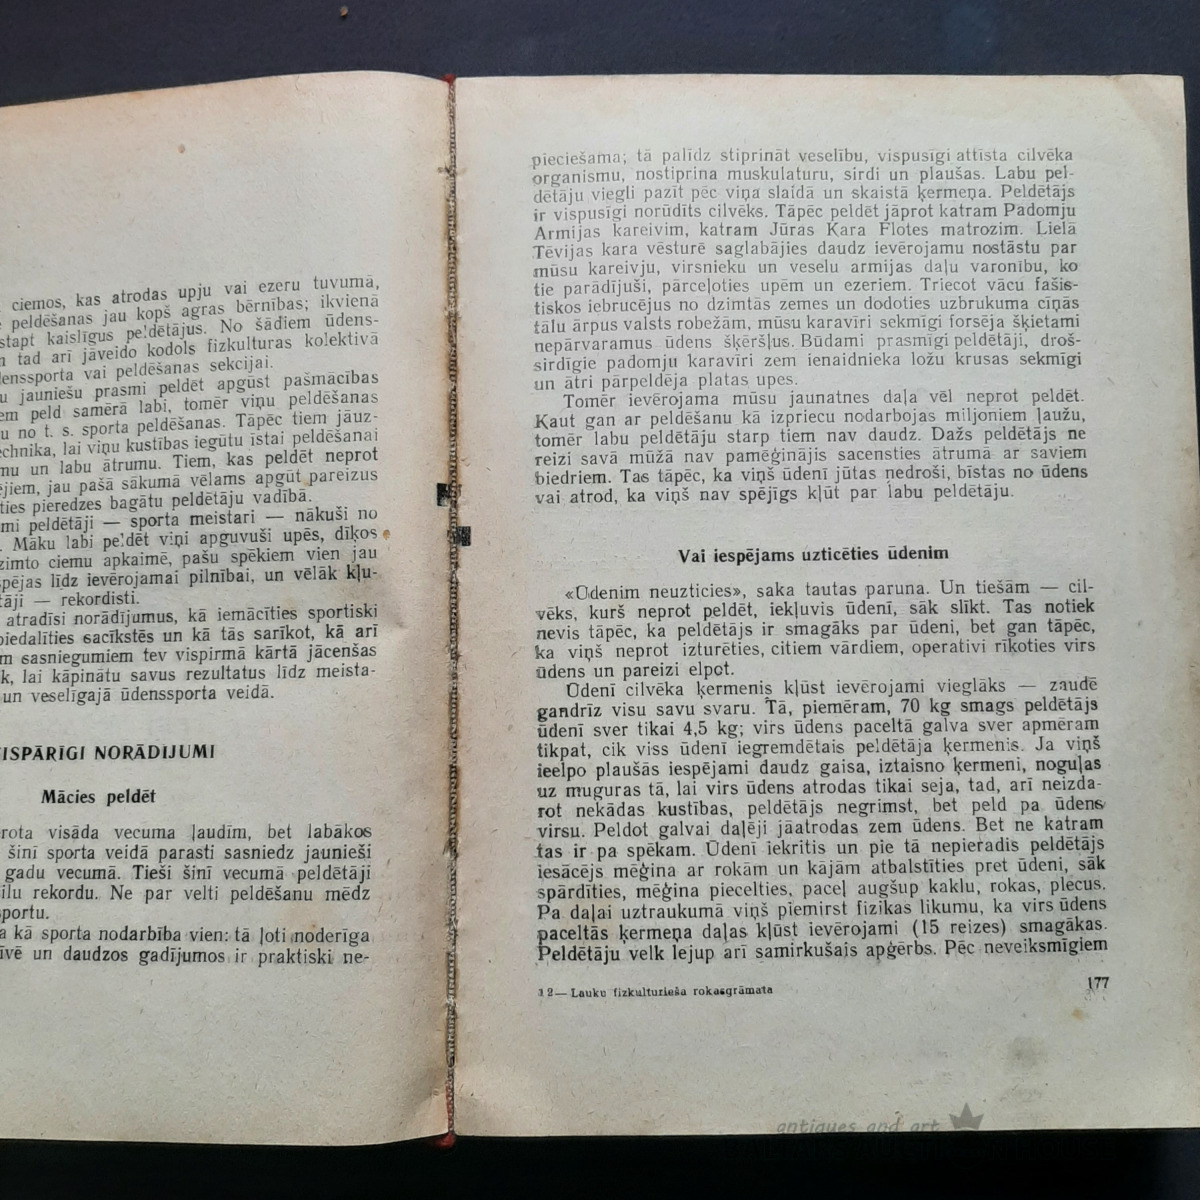 ciemos, kas atrodas upju vai ezeru tuvumā,
peldēšanas jau kopš agras bērnības; ikvienā
stapt kaislīgus peldētājus. No šādiem ūdens-
tad arī jāveido kodols fizkulturas kolektivā
denssporta vai peldēšanas sekcijai.
u jauniešu prasmi peldēt apgūst pašmācības
em peld samērā labi, tomēr viņu peldēšanas
u no t. s. sporta peldēšanas. Tāpēc tiem jāuz-
echnika, lai viņu kustības iegūtu īstai peldēšanai
mu un labu ātrumu. Tiem, kas peldēt neprot
ējiem, jau pašā sākumā vēlams apgūt pareizus
ties pieredzes bagātu peldētāju vadībā.
mi peldētāji — sporta meistari — nākuši no
. Māku labi peldēt viņi apguvuši upēs, dīķos
zimto ciemu apkaimē, pašu spēkiem vien jau
spējas līdz ievērojamai pilnībai, un vēlāk kļu-
tāji — rekordisti.
atradīsi norādījumus, kā iemācīties sportiski
piedalīties sacīkstēs un kā tās sarīkot, kā arī
m sasniegumiem tev vispirmā kārtā jācenšas
k, lai kāpinātu savus rezultatus līdz meista-
un veselīgajā ūdenssporta veidā.
ISPĀRĪGI NORĀDĪJUMI
Mācies peldēt
rota visāda vecuma ļaudīm, bet labākos
šinī sporta veidā parasti sasniedz jaunieši
gadu vecumā. Tieši šinī vecumā peldētāji
ilu rekordu. Ne par velti peldēšanu mēdz
sportu.
a kā sporta nodarbība vien: tā ļoti noderīga
īvē un daudzos gadījumos ir praktiski ne-
pieciešama; tā palīdz stiprināt veselību, vispusīgi attīsta cilvēka
organismu, nostiprina muskulaturu, sirdi un plaušas. Labu pel-
dētāju viegli pazīt pēc viņa slaidā un skaistā ķermeņa. Peldētājs
ir vispusīgi norūdīts cilvēks. Tāpēc peldēt jāprot katram Padomju
Armijas kareivim, katram Jūras Kara Flotes matrozim. Lielā
Tēvijas kara vēsturē saglabājies daudz ievērojamu nostāstu par
mūsu kareivju, virsnieku un veselu armijas daļu varonību, ko
tie parādījuši, pārceļoties upēm un ezeriem. Triecot vācu fašis-
tiskos iebrucējus no dzimtās zemes un dodoties uzbrukuma cīņās
tālu ārpus valsts robežām, mūsu karavīri sekmīgi forsēja šķietami
nepārvaramus ūdens šķēršļus. Būdami prasmīgi peldētāji, droš-
sirdīgie padomju karavīri zem ienaidnieka ložu krusas sekmīgi
un ātri pārpeldēja platas upes.
Tomēr ievērojama mūsu jaunatnes daļa vēl neprot peldēt.
Kaut gan ar peldēšanu kā izpriecu nodarbojas miljoniem ļaužu,
tomēr labu peldētāju starp tiem nav daudz. Dažs peldētājs ne
reizi savā mūžā nav pamēģinājis sacensties ātrumā ar saviem
biedriem. Tas tāpēc, ka viņš ūdenī jūtas nedroši, bīstas no ūdens
vai atrod, ka viņš nav spējīgs kļūt par labu peldētāju.
Vai iespējams uzticēties ūdenim
«Ūdenim neuzticies», saka tautas paruna. Un tiešām — cil-
vēks, kurš neprot peldēt, iekļuvis ūdenī, sāk slīkt. Tas notiek
nevis tāpēc, ka peldētājs ir smagāks par ūdeni, bet gan tāpēc,
ka viņš neprot izturēties, citiem vārdiem, operatīvi rīkoties virs
ūdens un pareizi elpot.
Ūdenī cilvēka ķermenis kļūst ievērojami vieglāks — zaudē
gandrīz visu savu svaru. Tā, piemēram, 70 kg smags peldētājs
ūdenī sver tikai 4,5 kg; virs ūdens paceltā galva sver apmēram
tikpat, cik viss ūdenī iegremdētais peldētāja ķermenis. Ja viņš
ieelpo plaušās iespējami daudz gaisa, iztaisno ķermeni, noguļas
uz muguras tā, lai virs ūdens atrodas tikai seja, tad, arī neizda-
rot nekādas kustības, peldētājs negrimst, bet peld pa ūdens
virsu. Peldot galvai daļēji jāatrodas zem ūdens. Bet ne katram
tas ir pa spēkam. Ūdenī iekritis un pie tā nepieradis peldētājs
iesācējs mēģina ar rokām un kājām atbalstīties pret ūdeni, sāk
spārdīties, mēģina piecelties, paceļ augšup kaklu, rokas, plecus.
Pa daļai uztraukumā viņš piemirst fizikas likumu, ka virs ūdens
paceltās ķermeņa daļas kļūst ievērojami (15 reizes) smagākas.
Peldētāju velk lejup arī samirkušais apģērbs. Pēc neveiksmīgiem
12— Lauku fizkulturieša rokasgrāmata
177
antiques and art